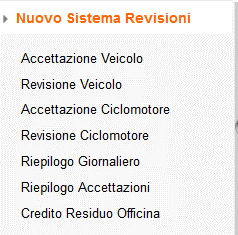 Nuovo Sistema Revisioni
Accettazione Veicolo
Revisione Veicolo
Accettazione Ciclomotore
Revisione Ciclomotore
Riepilogo Giornaliero
Riepilogo Accettazioni
Credito Residuo Officina